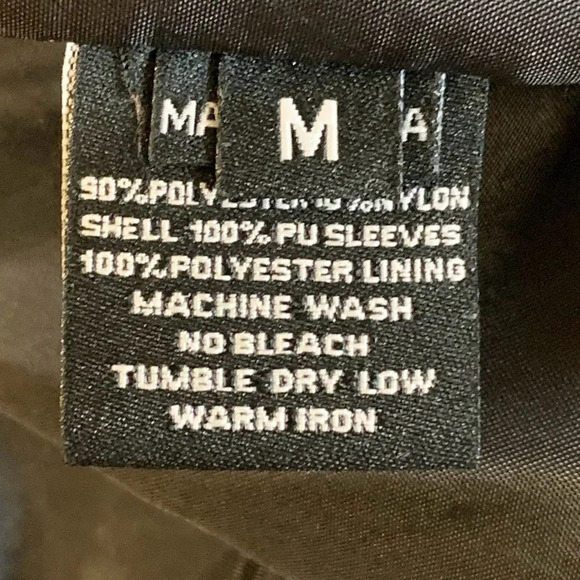 MA M A
90% POLYESTER 10% NYLON
SHELL 100% PU SLEEVES
100% POLYESTER LINING
MACHINE WASH
NO BLEACH
TUMBLE DRY LOW
WARM IRON